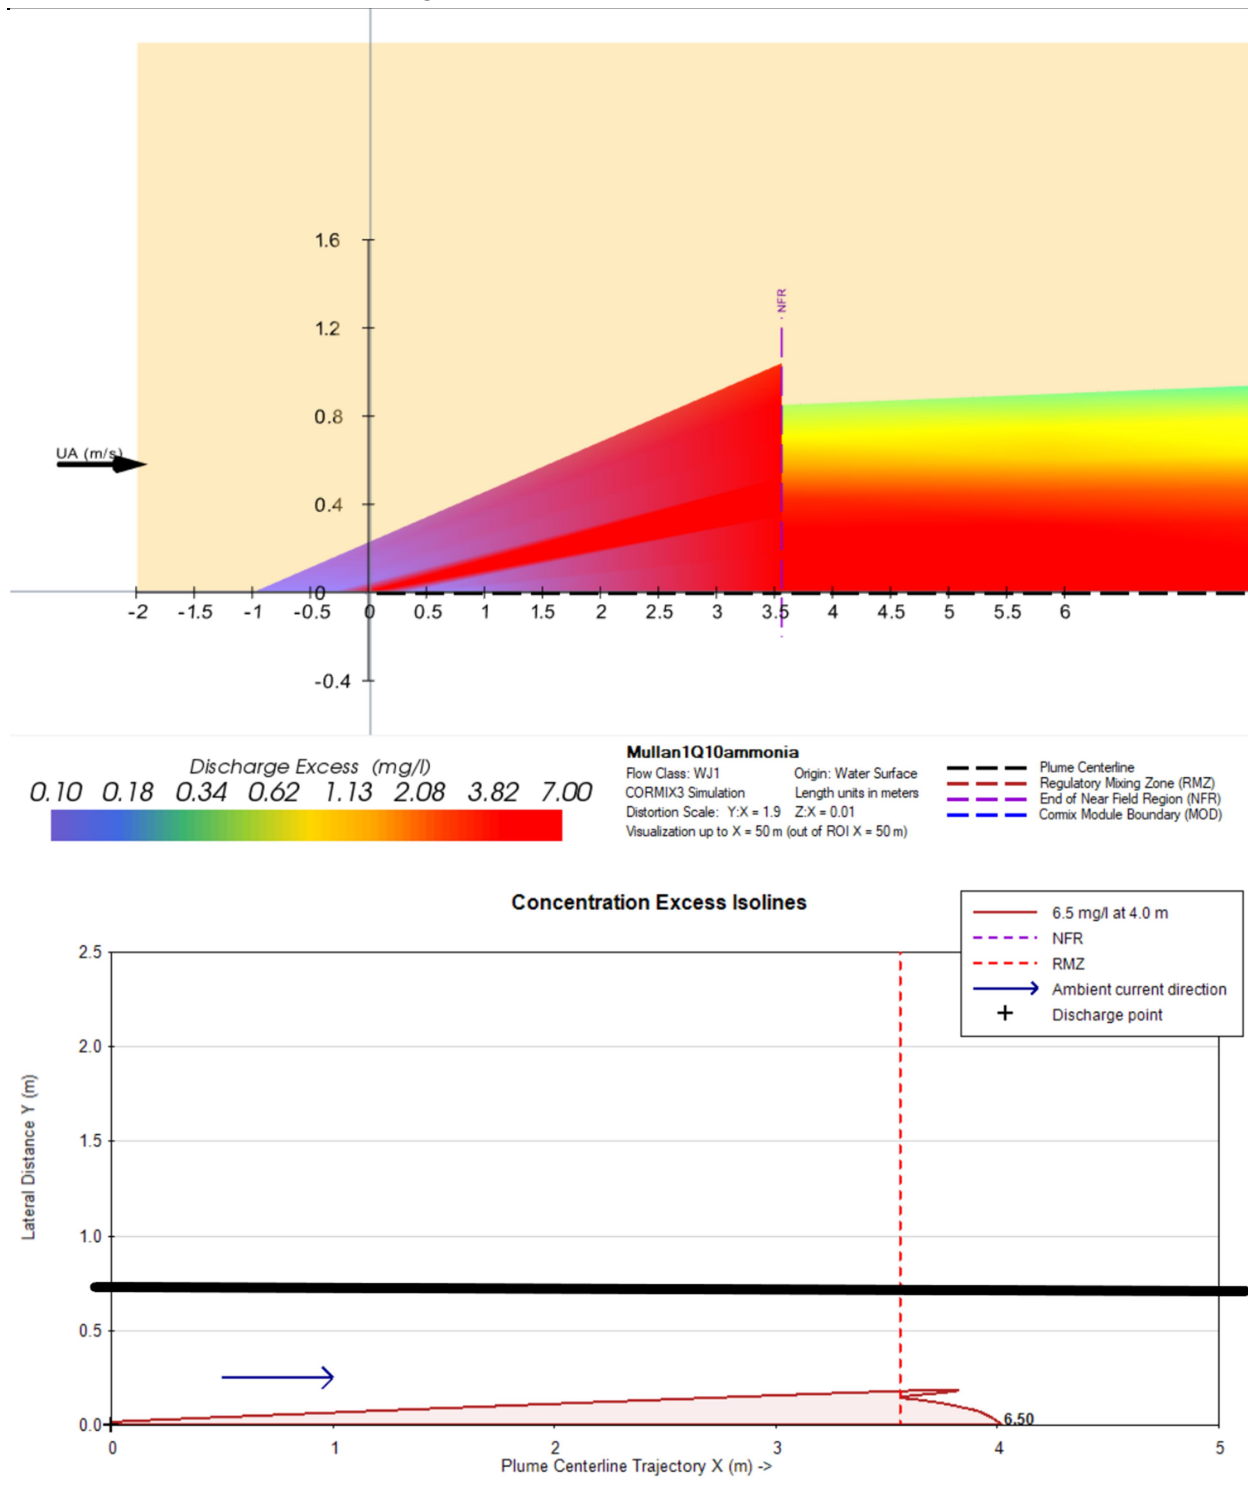 NFR
1.6
1.2
0.8
UA (m/s)
0.4
0
-2 -1.5 -1 -0.5 0 0.5 1 1.5 2 2.5 3 3.5 4 4.5 5 5.5 6
-0.4
Discharge Excess (mg/l)
0.10 0.18 0.34 0.62 1.13 2.08 3.82 7.00
Mullan1Q10ammonia
Flow Class: WJ1 Origin: Water Surface
CORMIX3 Simulation Length units in meters
Distortion Scale: Y:X = 1.9 Z:X = 0.01
Visualization up to X = 50 m (out of ROI X = 50 m)
Plume Centerline
Regulatory Mixing Zone (RMZ)
End of Near Field Region (NFR)
Cormix Module Boundary (MOD)
Concentration Excess Isolines
6.5 mg/l at 4.0 m
NFR
RMZ
Ambient current direction
Discharge point
Lateral Distance Y (m)
2.5
2.0
1.5
1.0
0.5
0.0
6.50
0 1 2 3 4 5
Plume Centerline Trajectory X (m) ->